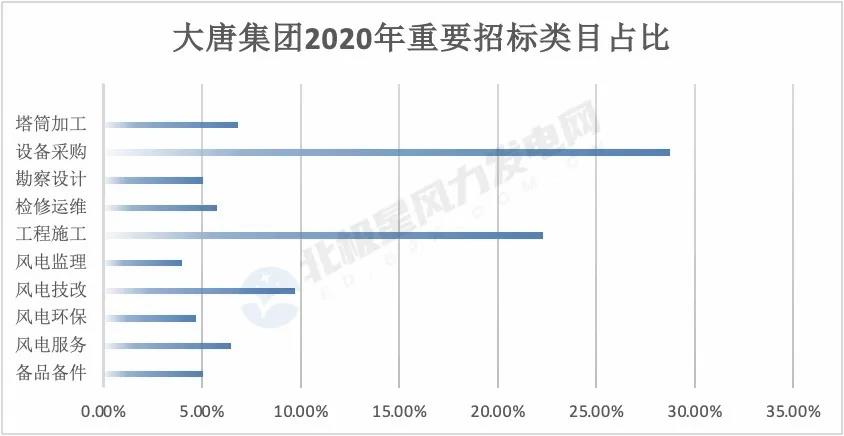 大唐集团2020年重要招标类目占比
塔筒加工
设备采购
勘察设计
检修运维
工程施工
风电监理
风电技改
风电环保
风电服务
备品备件
0.00% 5.00% 10.00% 15.00% 20.00% 25.00% 30.00% 35.00%
北极星风力发电网